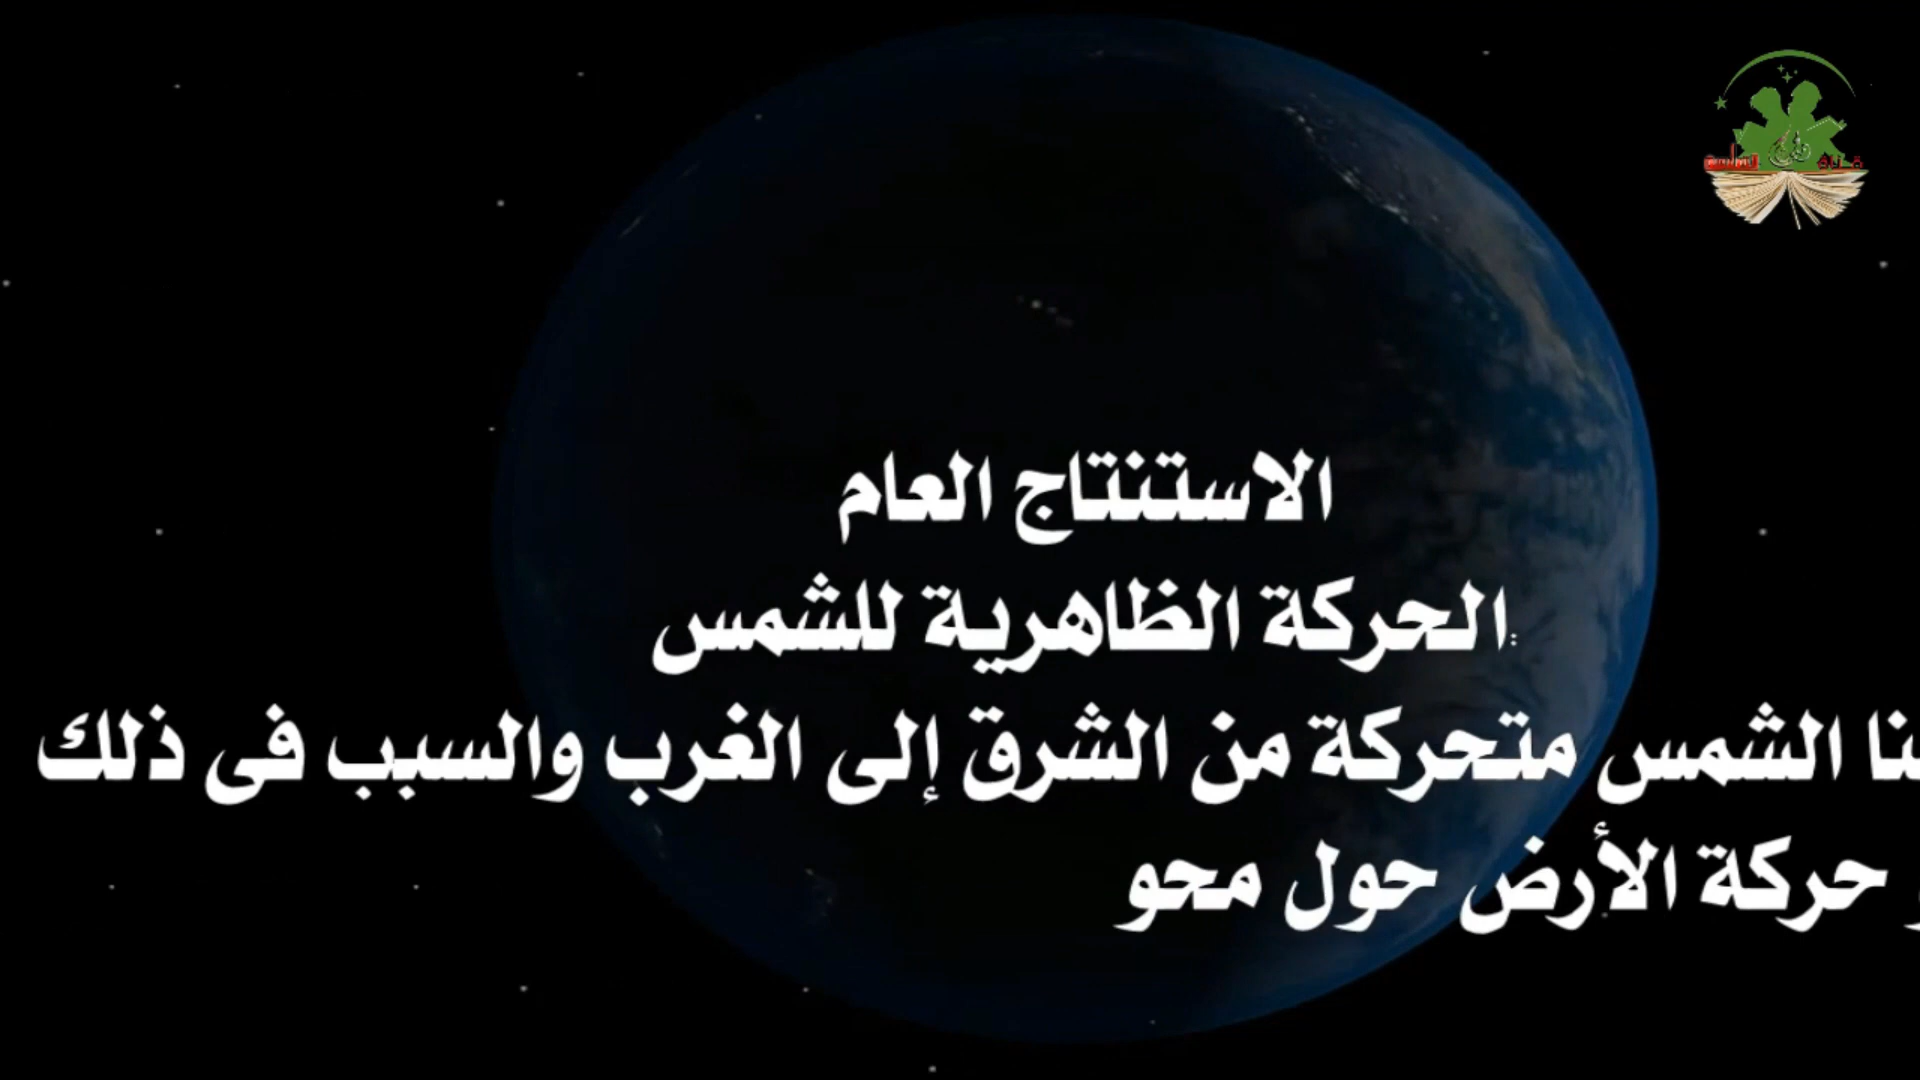 الاستنتاج العام
الحركة الظاهرية للشمس:
الشمس متحركة من الشرق إلى الغرب والسبب فى ذلك
حركة الأرض حول محو